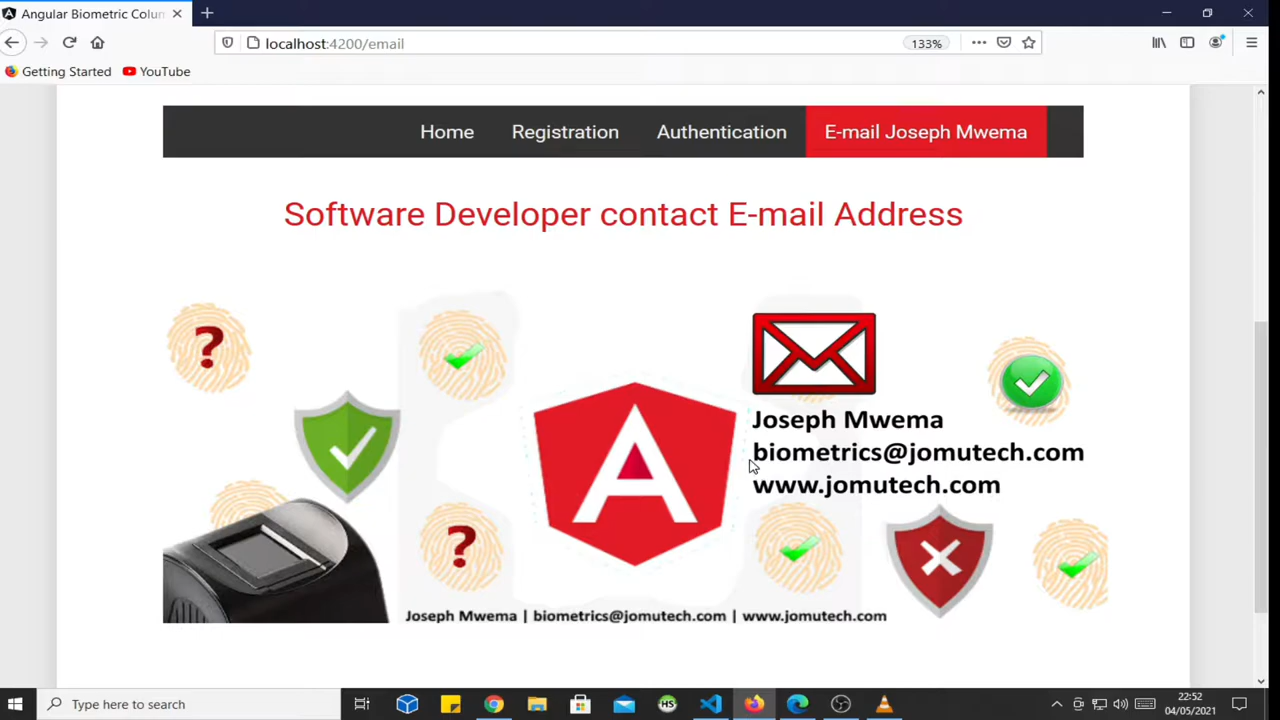 Angular Biometric Colum
localhost:4200/email
133%
Getting Started
YouTube
Home
Registration
Authentication
E-mail Joseph Mwema
Software Developer contact E-mail Address
?
?
A
Joseph Mwema
biometrics@jomutech.com
www.jomutech.com
Joseph Mwema | biometrics@jomutech.com | www.jomutech.com
Type here to search
HS
22:52
04/05/2021